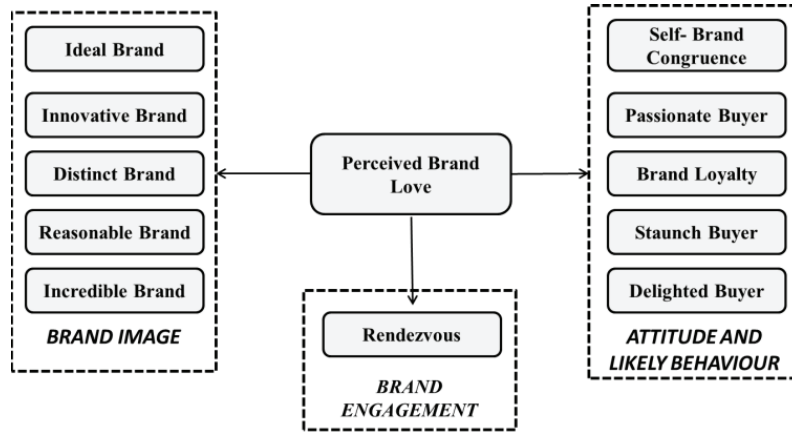 Ideal Brand
Innovative Brand
Distinct Brand
Reasonable Brand
Incredible Brand
BRAND IMAGE
Perceived Brand
Love
Rendezvous
BRAND
ENGAGEMENT
Self- Brand
Congruence
Passionate Buyer
Brand Loyalty
Staunch Buyer
Delighted Buyer
ATTITUDE AND
LIKELY BEHAVIOUR